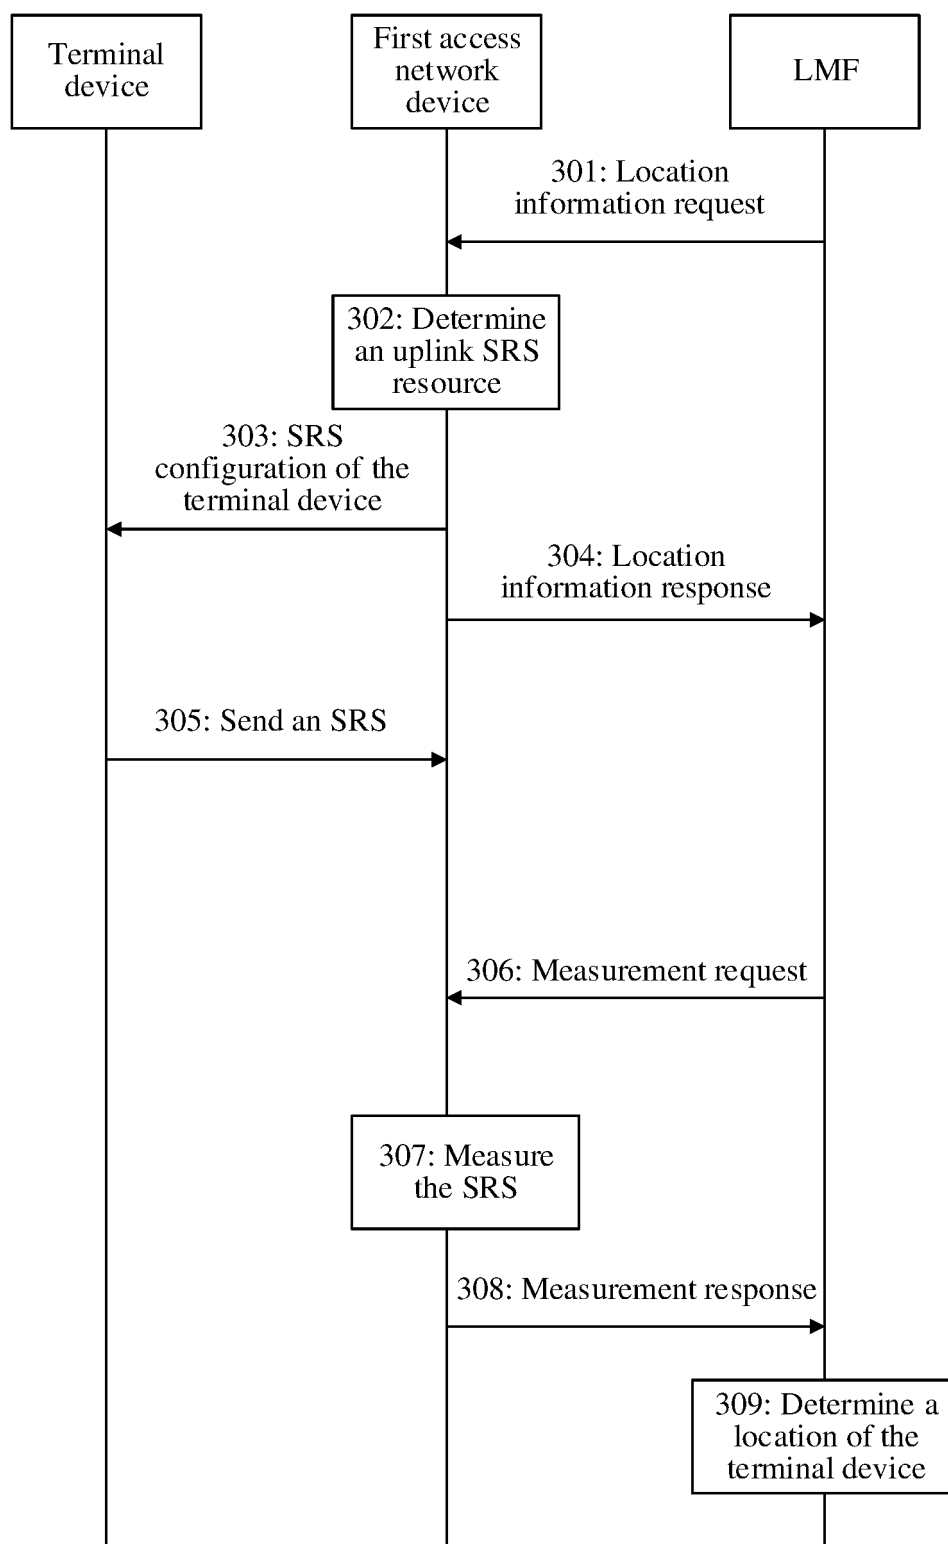 Terminal
device
First access
network
device
LMF
301: Location
information request
302: Determine
an uplink SRS
resource
303: SRS
configuration of the
terminal device
304: Location
information response
305: Send an SRS
306: Measurement request
307: Measure
the SRS
308: Measurement response
309: Determine a
location of the
terminal device